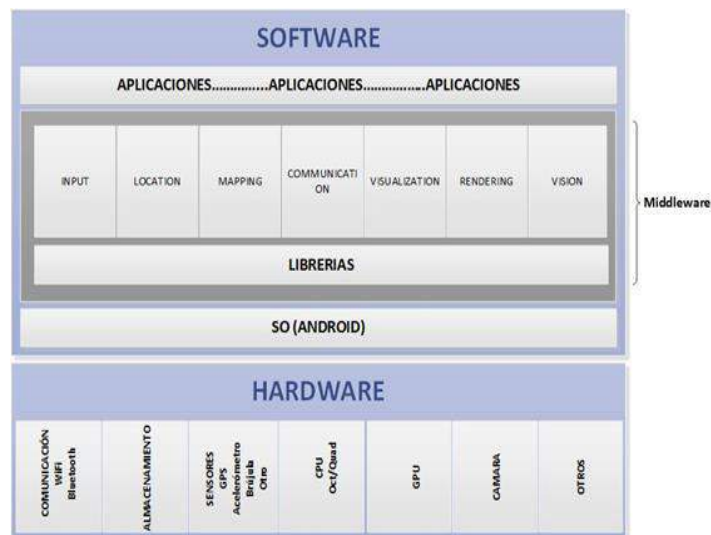 SOFTWARE
APLICACIONES...............APLICACIONES.................APLICACIONES
INPUT
LOCATION
MAPPING
COMMUNICATI
ON
VISUALIZATION
RENDERING
VISION
Middleware
LIBRERIAS
SO (ANDROID)
HARDWARE
COMUNICACIÓN
WiFi
Bluetooth
ALMACENAMIENTO
SENSORES
GPS
Acelerómetro
Brújula
Otro
CPU
Oct/Quad
GPU
CAMARA
OTROS